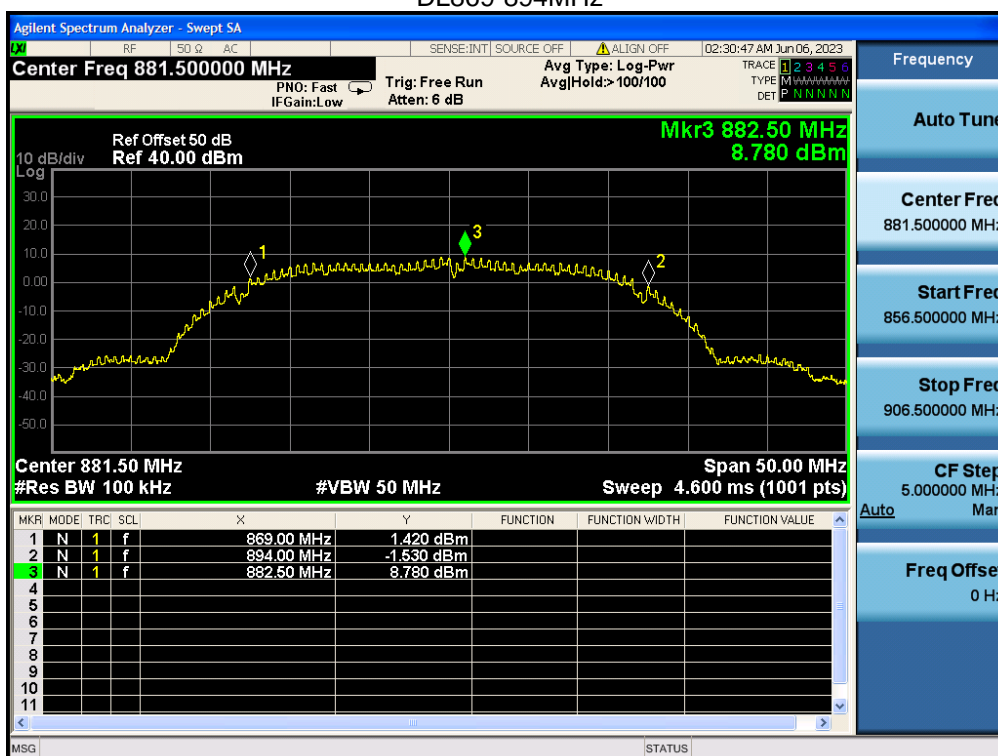 DL869-894MHz
Agilent Spectrum Analyzer - Swept SA
LXI RF 50 Ω AC SENSE:INT SOURCE OFF ALIGN OFF 02:30:47 AM Jun 06, 2023
Center Freq 881.500000 MHz
PNO: Fast
IFGain:Low
Trig: Free Run
Atten: 6 dB
Avg Type: Log-Pwr
Avg|Hold:>100/100
TRACE 1 2 3 4 5 6
TYPE M
DET P N N N N N
Mkr3 882.50 MHz
8.780 dBm
Ref Offset 50 dB
10 dB/div Ref 40.00 dBm
Log
30.0
20.0
10.0
0.00
-10.0
-20.0
-30.0
-40.0
-50.0
1
3
2
Center 881.50 MHz Span 50.00 MHz
#Res BW 100 kHz #VBW 50 MHz Sweep 4.600 ms (1001 pts)
MKR MODE TRC SCL X Y FUNCTION FUNCTION WIDTH FUNCTION VALUE
1 N 1 f 869.00 MHz 1.420 dBm
2 N 1 f 894.00 MHz -1.530 dBm
3 N 1 f 882.50 MHz 8.780 dBm
4
5
6
7
8
9
10
11
MSG STATUS
Frequency
Auto Tune
Center Freq
881.500000 MHz
Start Freq
856.500000 MHz
Stop Freq
906.500000 MHz
CF Step
5.000000 MHz
Auto Man
Freq Offset
0 Hz